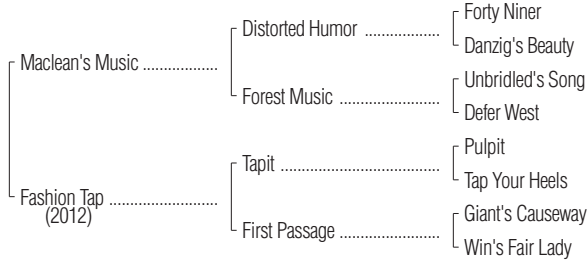 Forty Niner
Distorted Humor ..................
Danzig's Beauty
Maclean's Music ..................
Unbridled's Song
Forest Music ........................
Defer West
Pulpit
Tapit ......................................
Tap Your Heels
Fashion Tap ..........................
(2012)
Giant's Causeway
First Passage ........................
Win's Fair Lady